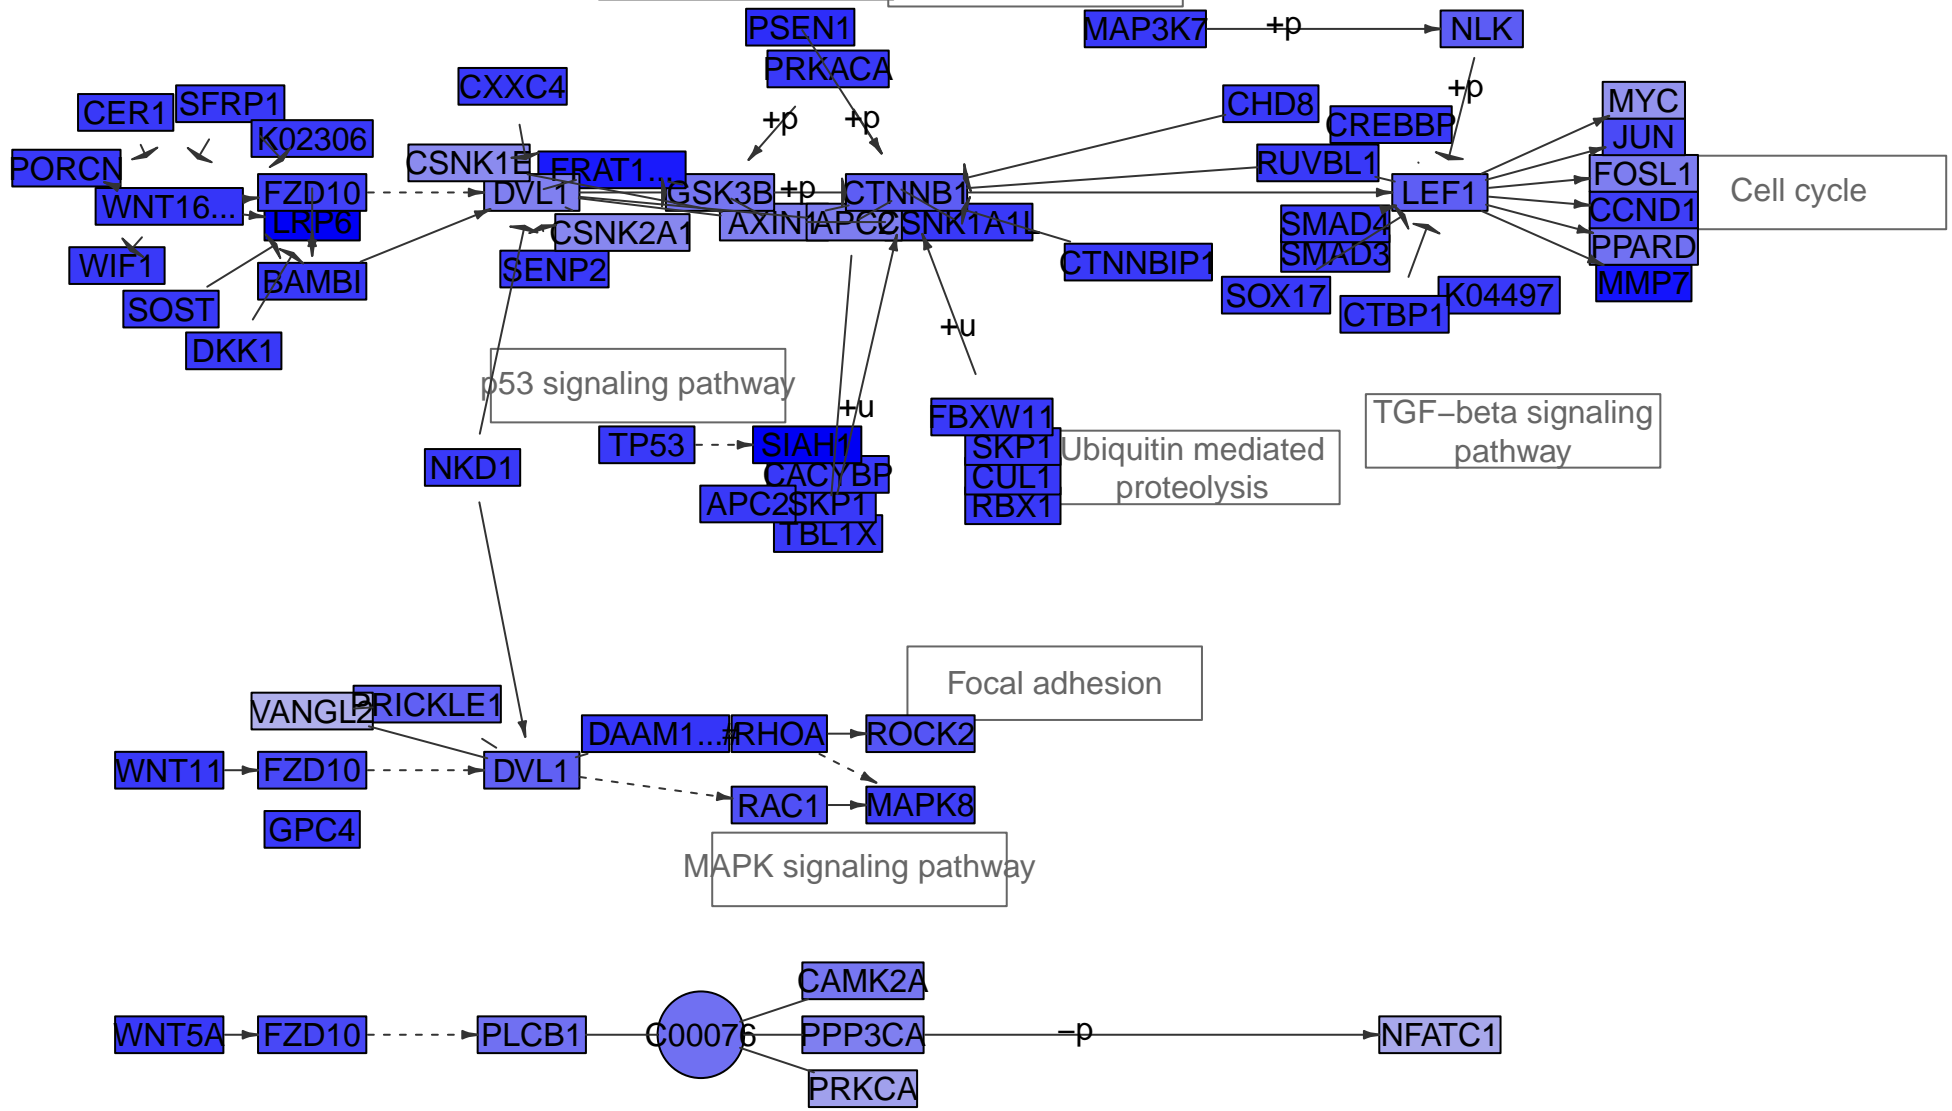 PSEN1
PRKACA
MAP3K7
+p
NLK
CXXC4
CER1
SFRP1
K02306
PORCN
+p
+p
CHD8
CREBBP
+p
MYC
JUN
CSNK1E
FRAT1...
RUVBL1
FOSL1
Cell cycle
WNT16...
FZD10
LRP6
DVL1
GSK3B
+p
CTNNB1
LEF1
CCND1
AXIN1
APC2
CSNK1A1L
CSNK2A1
SMAD4
SMAD3
PPARD
WIF1
BAMBI
SENP2
CTNNBIP1
MMP7
SOST
SOX17
K04497
CTBP1
DKK1
+u
p53 signaling pathway
+u
FBXW11
TGF−beta signaling
pathway
TP53
SIAH1
SKP1
Ubiquitin mediated
proteolysis
NKD1
CACYBP
CUL1
APC2
SKP1
RBX1
TBL1X
Focal adhesion
VANGL2
PRICKLE1
DAAM1...#
RHOA
ROCK2
WNT11
FZD10
DVL1
RAC1
MAPK8
GPC4
MAPK signaling pathway
CAMK2A
WNT5A
FZD10
PLCB1
C00076
PPP3CA
−p
NFATC1
PRKCA